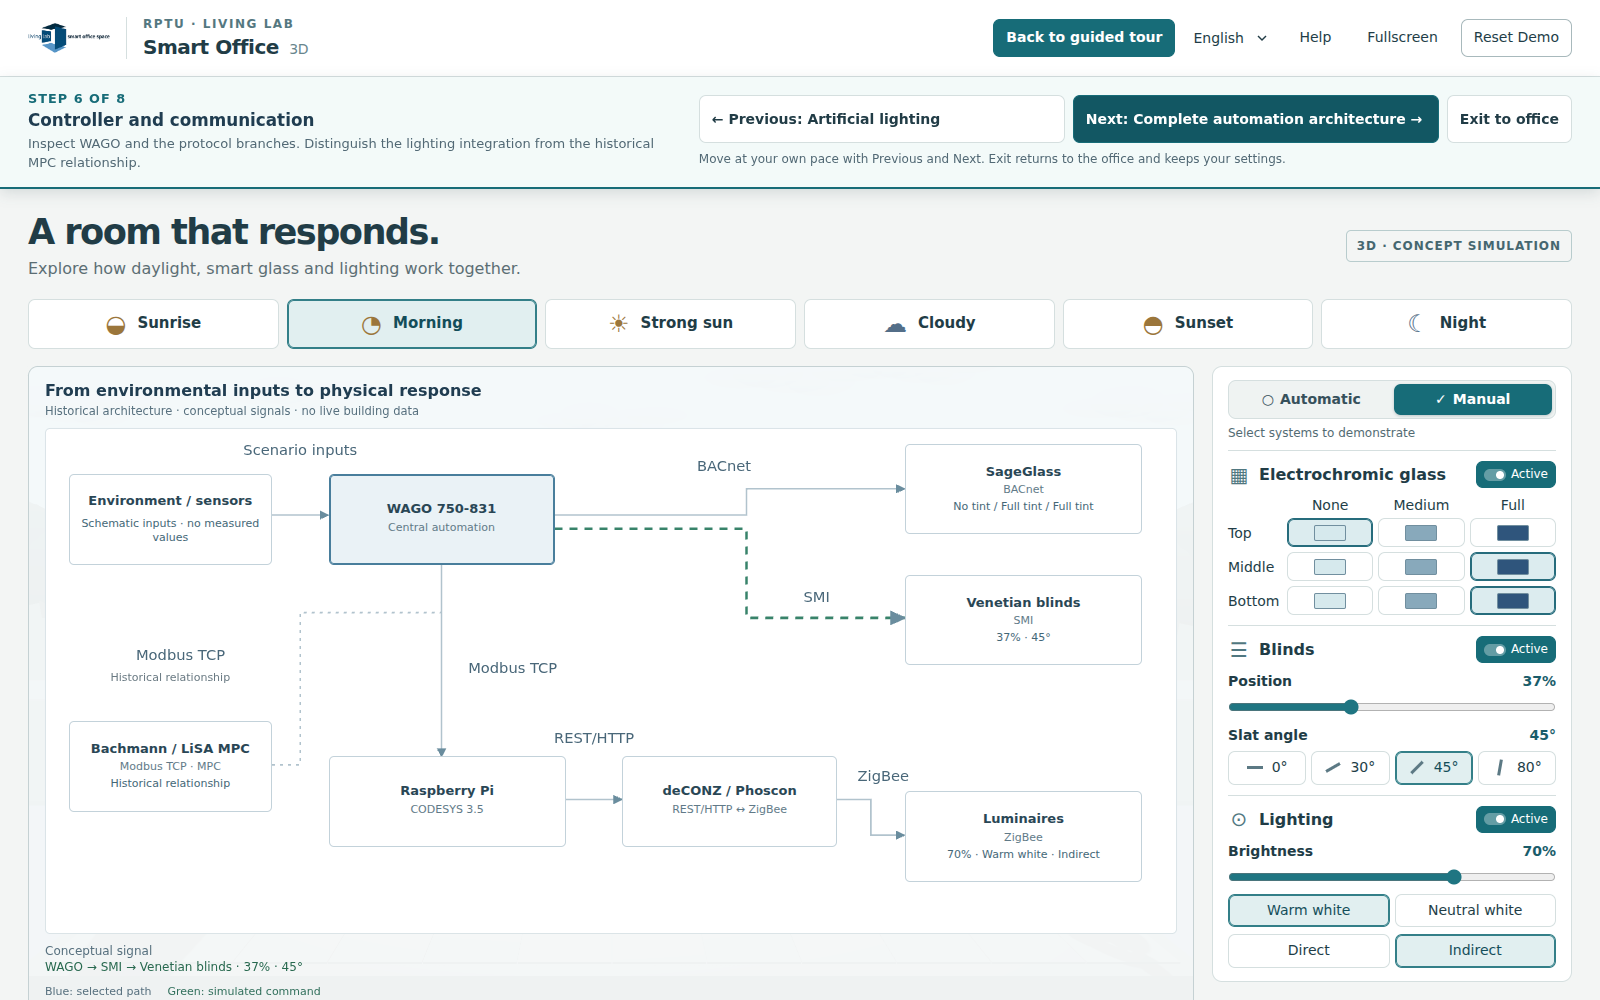 living lab smart office space
RPTU · LIVING LAB
Smart Office 3D
Back to guided tour
English
Help
Fullscreen
Reset Demo
STEP 6 OF 8
Controller and communication
Inspect WAGO and the protocol branches. Distinguish the lighting integration from the historical
MPC relationship.
← Previous: Artificial lighting
Next: Complete automation architecture →
Exit to office
Move at your own pace with Previous and Next. Exit returns to the office and keeps your settings.
A room that responds.
Explore how daylight, smart glass and lighting work together.
3D · CONCEPT SIMULATION
Sunrise
Morning
Strong sun
Cloudy
Sunset
Night
From environmental inputs to physical response
Historical architecture · conceptual signals · no live building data
Scenario inputs
Environment / sensors
Schematic inputs · no measured
values
WAGO 750-831
Central automation
BACnet
SageGlass
BACnet
No tint / Full tint / Full tint
SMI
Venetian blinds
SMI
37% · 45°
Modbus TCP
Historical relationship
Modbus TCP
Bachmann / LiSA MPC
Modbus TCP · MPC
Historical relationship
REST/HTTP
Raspberry Pi
CODESYS 3.5
deCONZ / Phoscon
REST/HTTP ↔ ZigBee
ZigBee
Luminaires
ZigBee
70% · Warm white · Indirect
Conceptual signal
WAGO → SMI → Venetian blinds · 37% · 45°
Blue: selected path Green: simulated command
○ Automatic
✓ Manual
Select systems to demonstrate
Electrochromic glass
Active
None Medium Full
Top
Middle
Bottom
Blinds
Active
Position 37%
Slat angle 45°
0°
30°
45°
80°
Lighting
Active
Brightness 70%
Warm white
Neutral white
Direct
Indirect